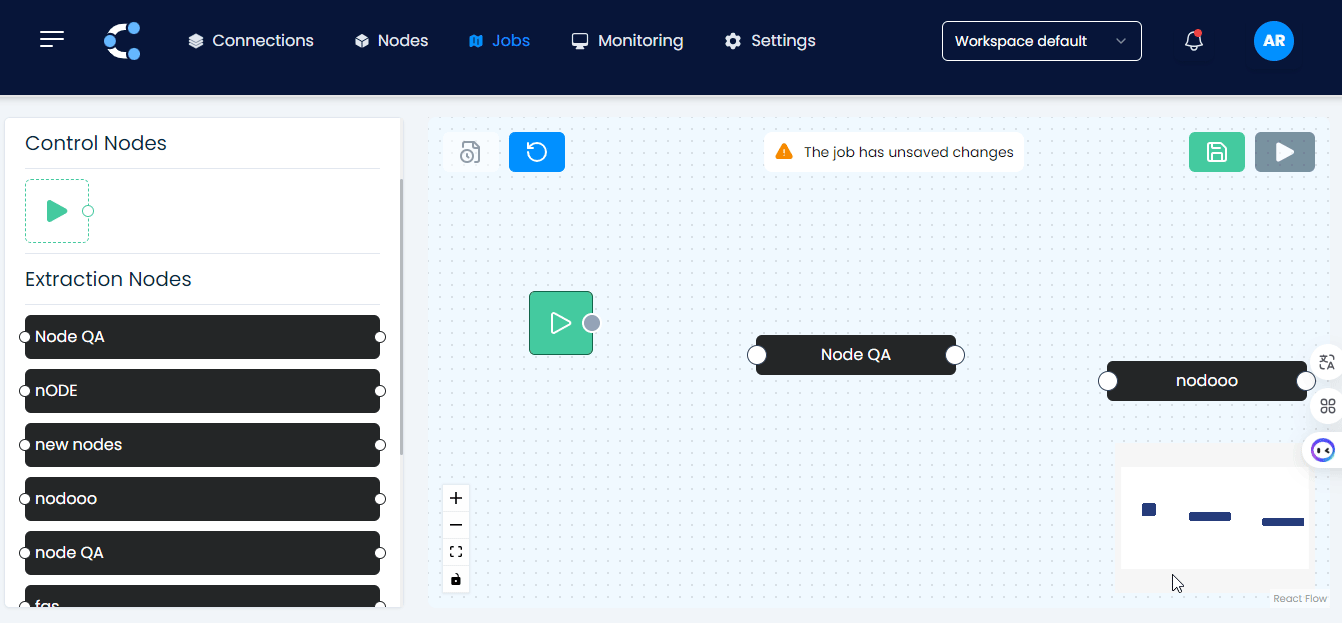 Connections
Nodes
Jobs
Monitoring
Settings
Workspace default
AR
Control Nodes
The job has unsaved changes
Extraction Nodes
Node QA
nODE
new nodes
nodooo
node QA
fgs
Node QA
nodooo
React Flow